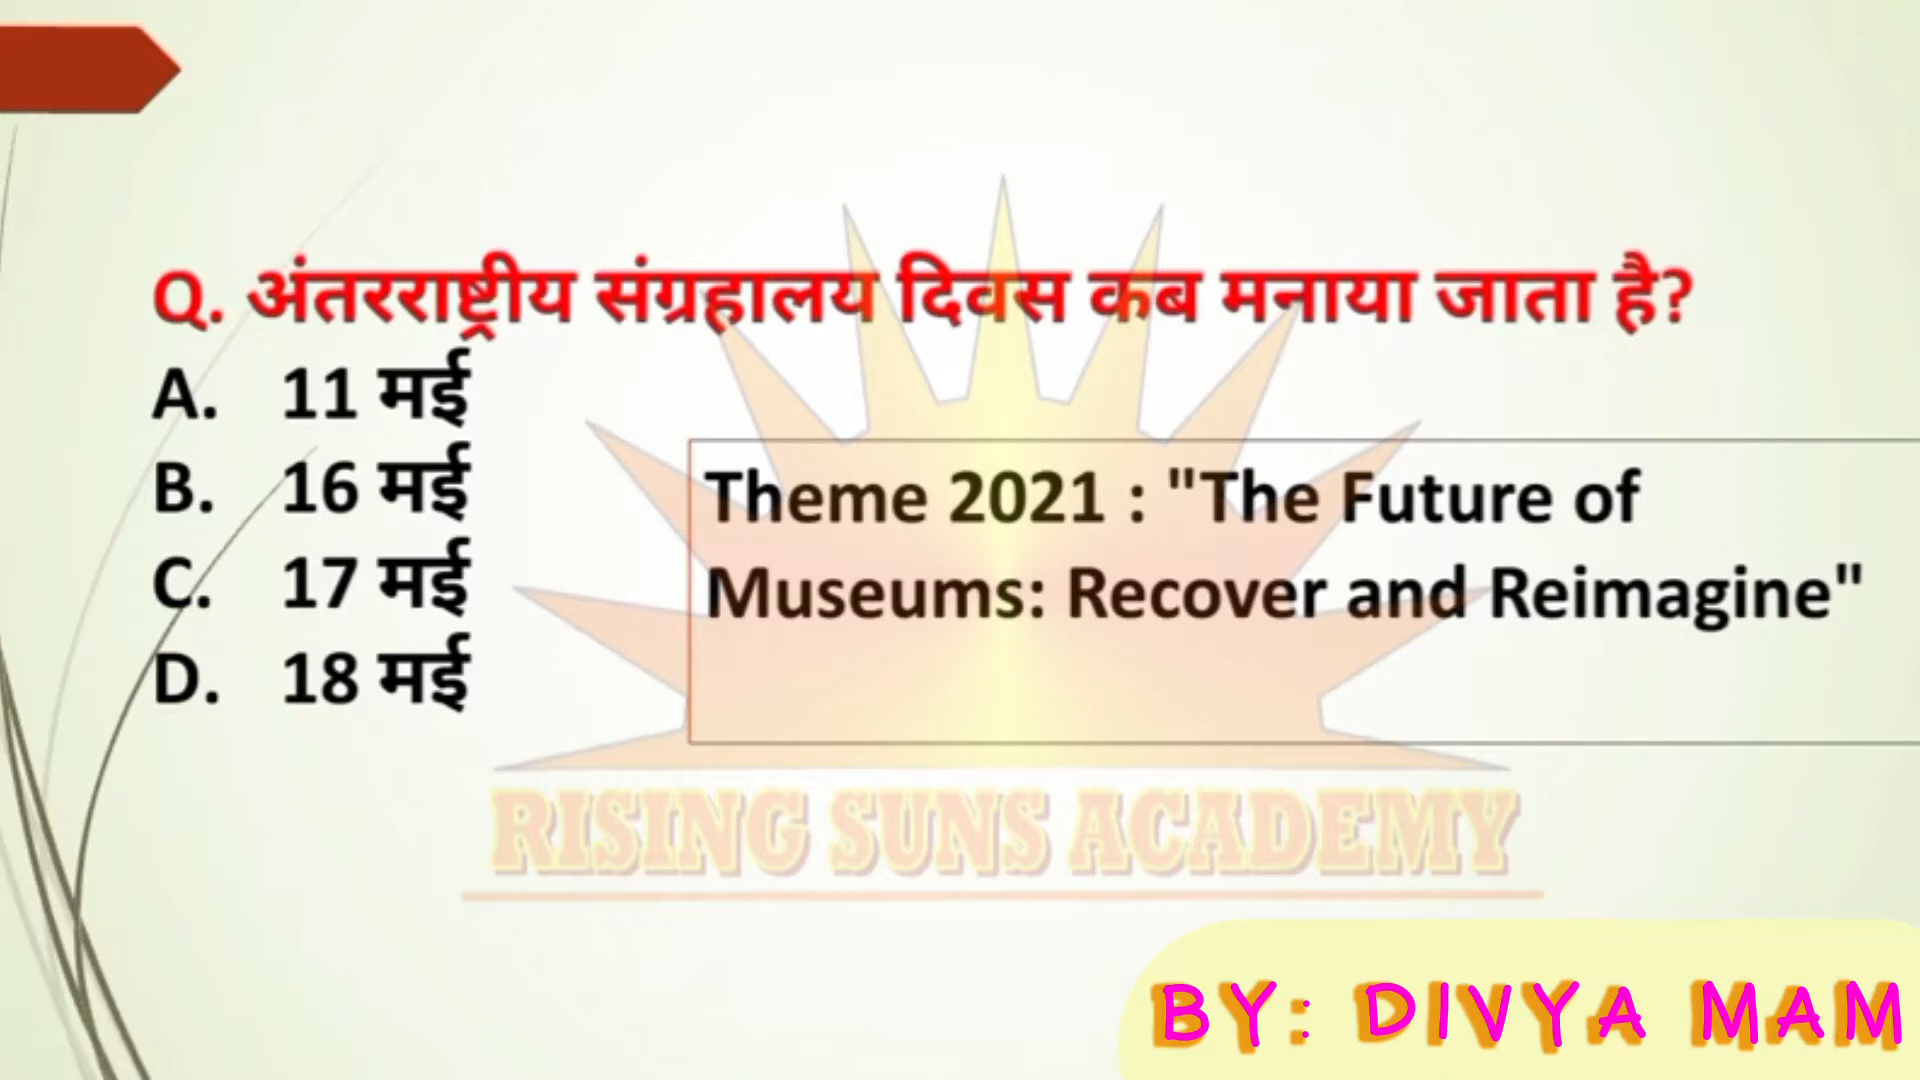 Q. अंतरराष्ट्रीय संग्रहालय दिवस कब मनाया जाता है?
A. 11 मई
B. 16 मई
C. 17 मई
D. 18 मई
Theme 2021 : "The Future of
Museums: Recover and Reimagine"
RISING SUNS ACADEMY
BY: DIVYA MAM